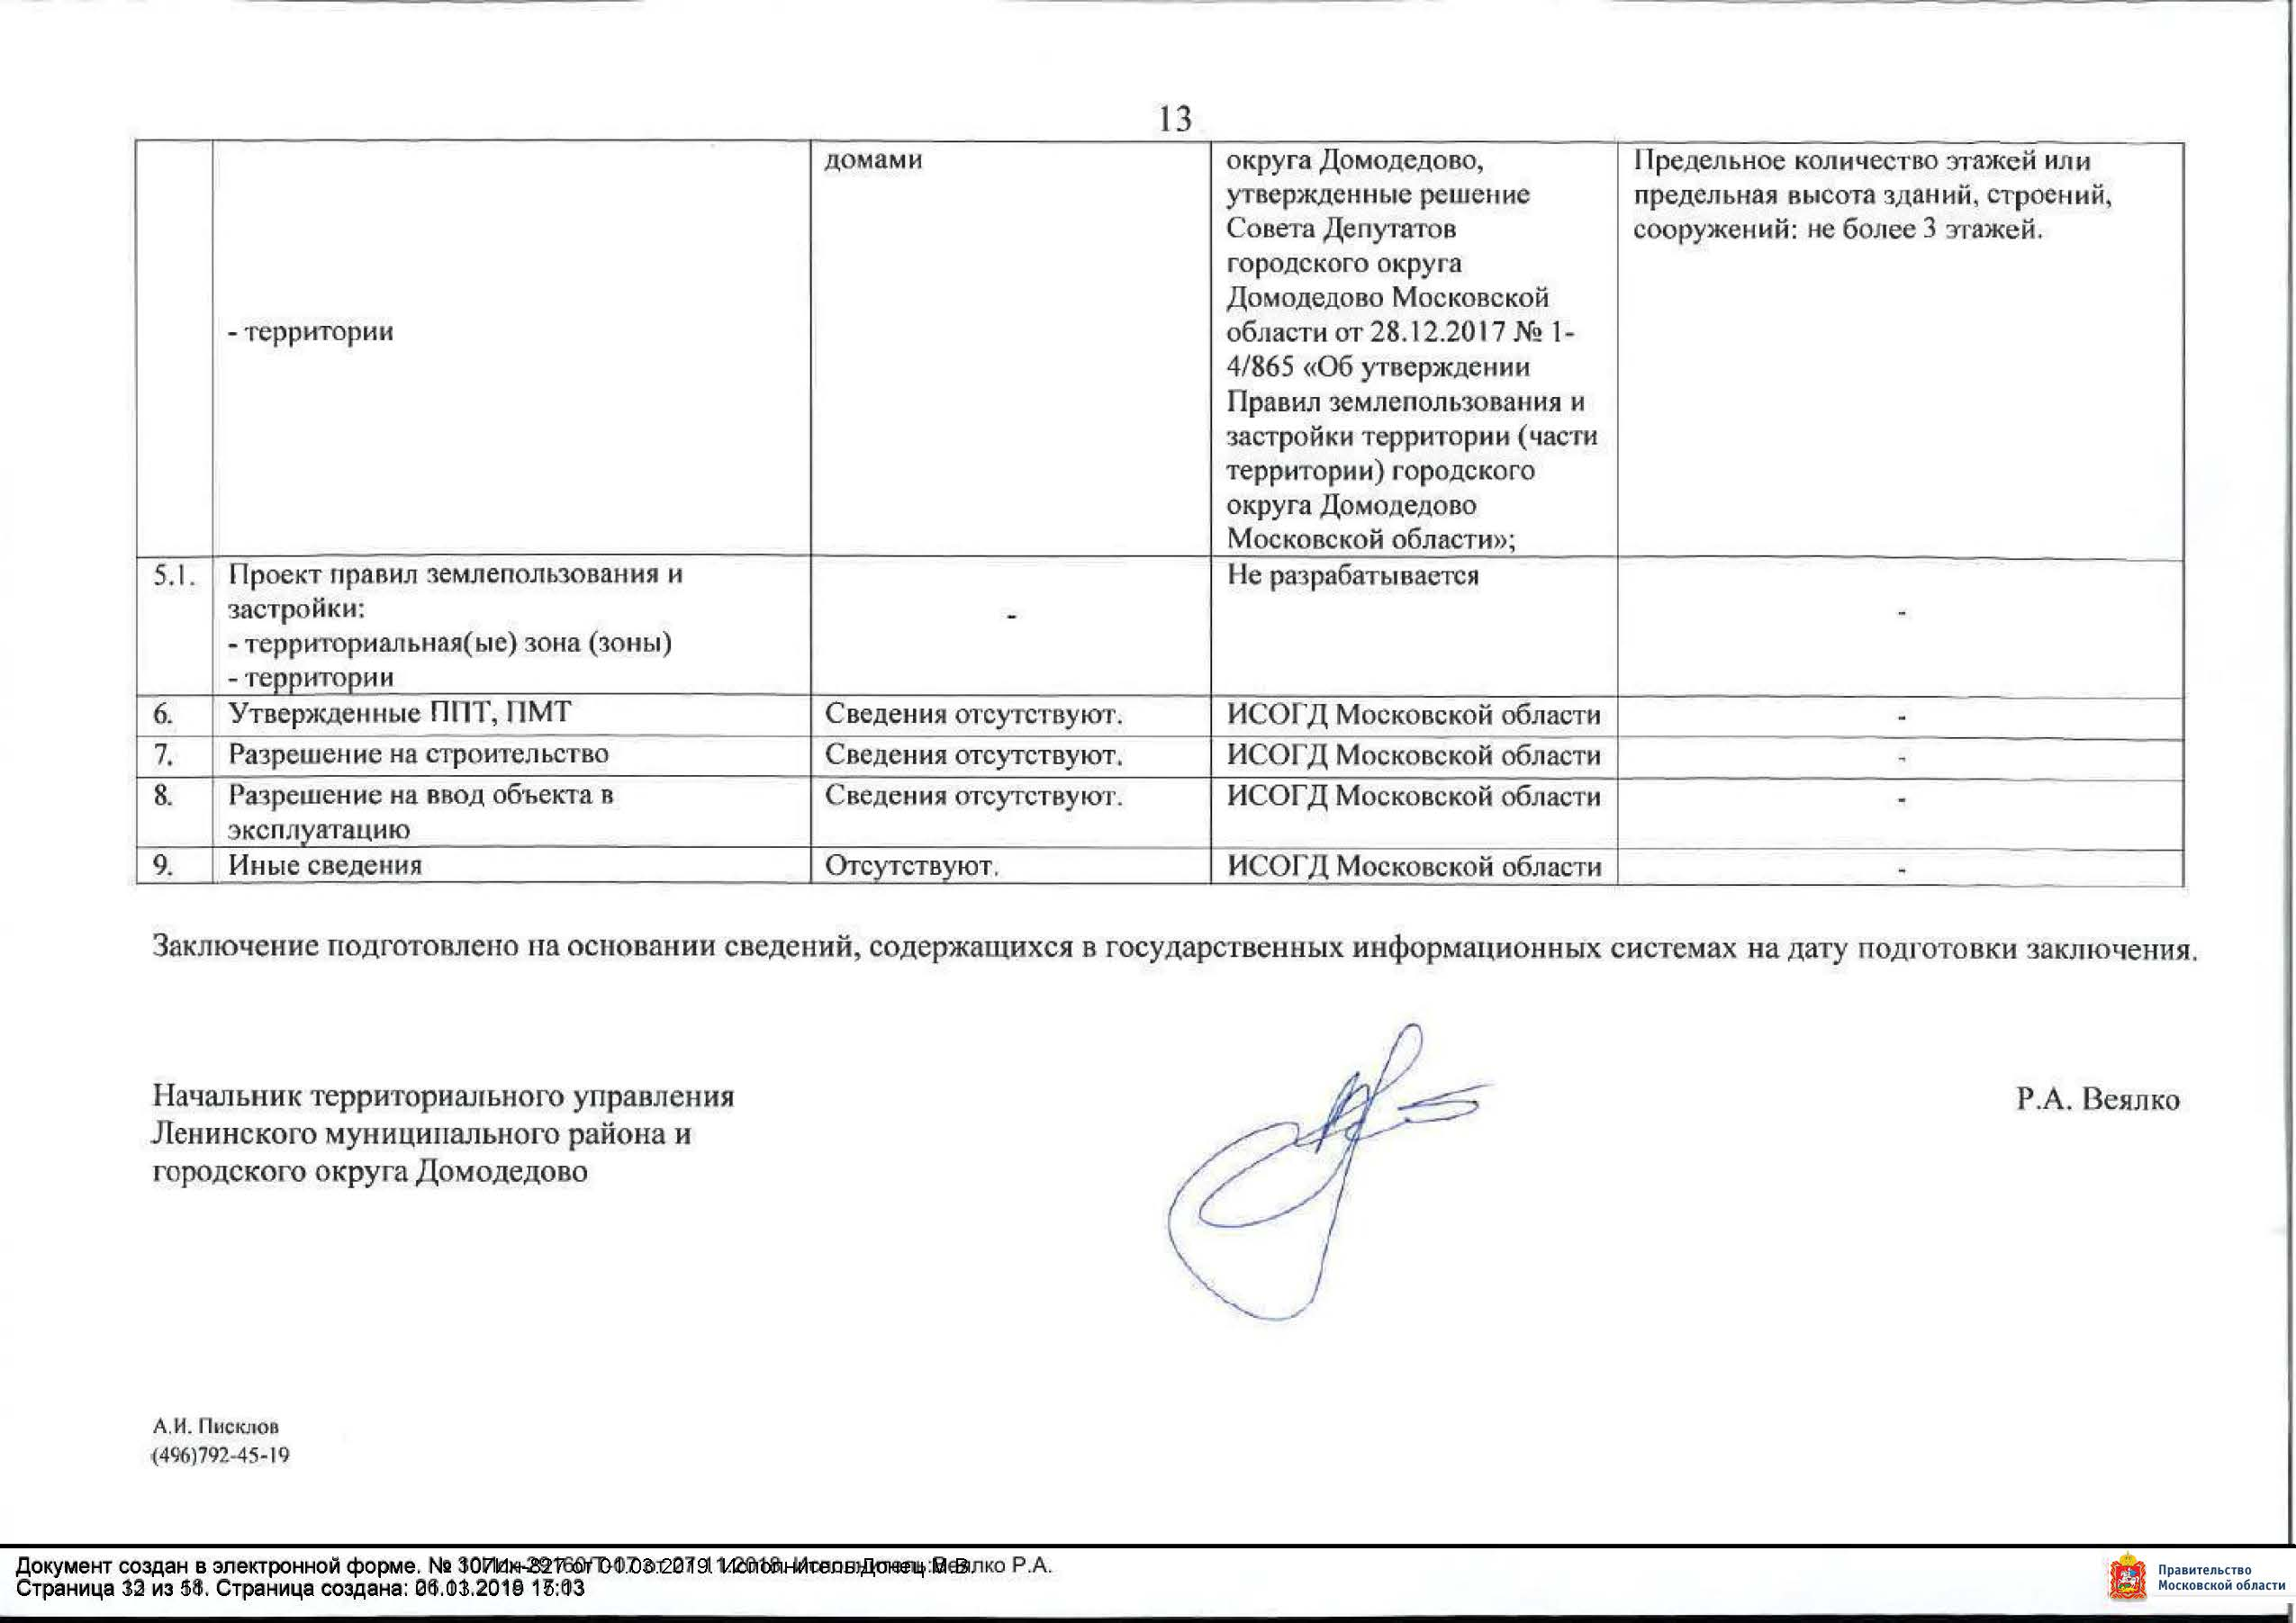 13
домами
округа Домодедово,
утвержденные решение
Совета Депутатов
городского округа
Домодедово Московской
области от 28.12.2017 № 1-
4/865 «Об утверждении
Правил землепользования и
застройки территории (части
территории) городского
округа Домодедово
Московской области»;
Предельное количество этажей или
предельная высота зданий, строений,
сооружений: не более 3 этажей.
- территории
5.1.
Проект правил землепользования и
застройки:
- территориальная(ые) зона (зоны)
- территории
-
Не разрабатывается
-
6.
Утвержденные ППТ, ПМТ
Сведения отсутствуют.
ИСОГД Московской области
-
7.
Разрешение на строительство
Сведения отсутствуют.
ИСОГД Московской области
-
8.
Разрешение на ввод объекта в
эксплуатацию
Сведения отсутствуют.
ИСОГД Московской области
-
9.
Иные сведения
Отсутствуют.
ИСОГД Московской области
-
Заключение подготовлено на основании сведений, содержащихся в государственных информационных системах на дату подготовки заключения.
Начальник территориального управления
Ленинского муниципального района и
городского округа Домодедово
Р.А. Веялко
А.И. Писклов
(496)792-45-19
Документ создан в электронной форме. №
Р.А.
Страница из Страница создана:
Правительство
Московской области